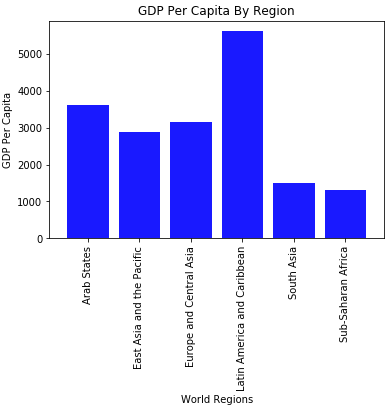 GDP Per Capita By Region
GDP Per Capita
5000
4000
3000
2000
1000
0
Arab States
East Asia and the Pacific
Europe and Central Asia
Latin America and Caribbean
South Asia
Sub-Saharan Africa
World Regions